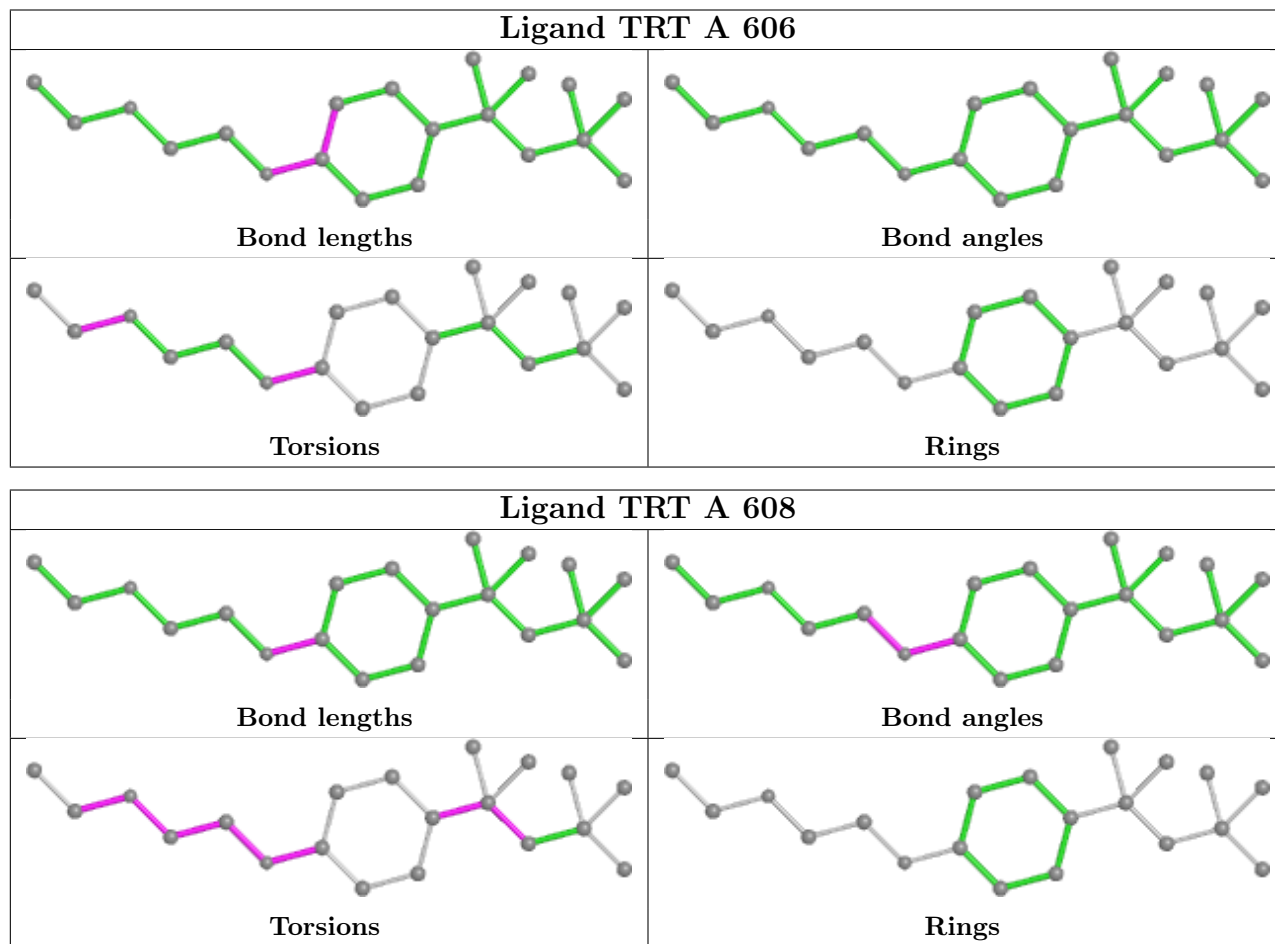 Ligand TRT A 606
Bond lengths
Bond angles
Torsions
Rings
Ligand TRT A 608
Bond lengths
Bond angles
Torsions
Rings